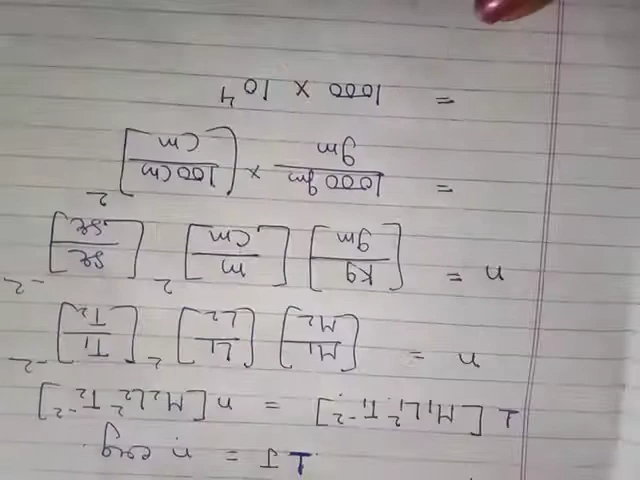 1 J = n erg.
1 [M₁L₁²T₁⁻²] = n [M₂L₂²T₂⁻²]
n = [M₁/M₂] [L₁/L₂]² [T₁/T₂]⁻²
n = [Kg/gm] [m/cm]² [sec/sec]⁻²
= 1000 gm/gm × [100 cm/cm]²
= 1000 × 10⁴